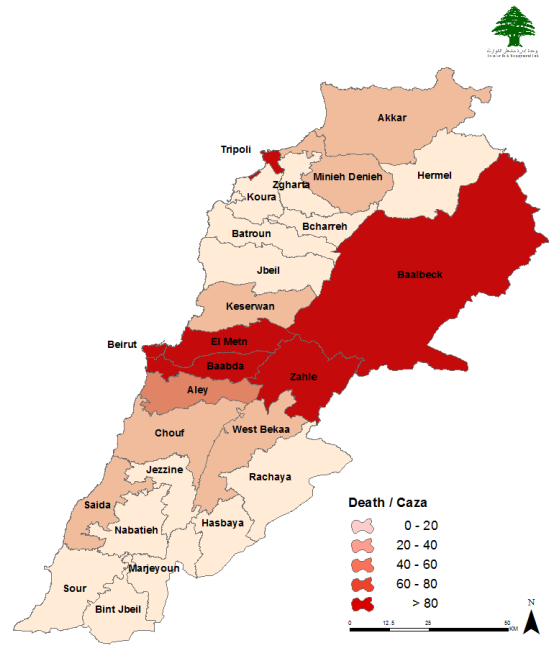 Akkar
Tripoli
Minieh Denieh
Hermel
Zgharta
Koura
Bcharreh
Batroun
Jbeil
Baalbeck
Keserwan
El Metn
Beirut
Baabda
Zahle
Aley
West Bekaa
Chouf
Jezzine
Rachaya
Saida
Hasbaya
Nabatieh
Marjeyoun
Sour
Bint Jbeil
Death / Caza
0 - 20
20 - 40
40 - 60
60 - 80
> 80
N
0 12.5 25 50
KM